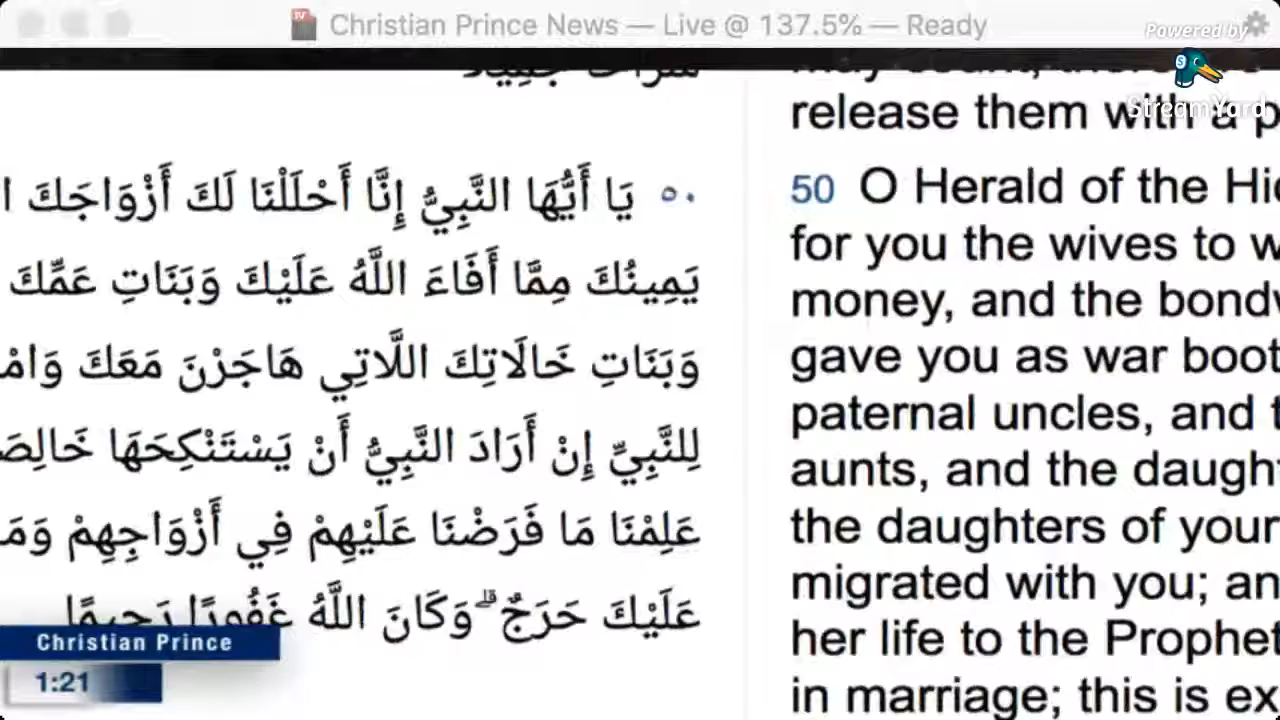 Christian Prince News — Live @ 137.5% — Ready
Powered by
StreamYard
يَا أَيُّهَا النَّبِيُّ إِنَّا أَحْلَلْنَا لَكَ أَزْوَاجَكَ ٥٠
يَمِينُكَ مِمَّا أَفَاءَ اللَّهُ عَلَيْكَ وَبَنَاتِ عَمِّكَ
وَبَنَاتِ خَالَاتِكَ اللَّاتِي هَاجَرْنَ مَعَكَ
لِلنَّبِيِّ إِنْ أَرَادَ النَّبِيُّ أَنْ يَسْتَنْكِحَهَا
عَلِمْنَا مَا فَرَضْنَا عَلَيْهِمْ فِي أَزْوَاجِهِمْ
عَلَيْكَ حَرَجٌ ۗ وَكَانَ اللَّهُ غَفُورًا رَحِيمًا
release them with a p
50 O Herald of the Hi
for you the wives to w
money, and the bondw
gave you as war boot
paternal uncles, and t
aunts, and the daught
the daughters of your
migrated with you; an
her life to the Prophet
in marriage; this is ex
Christian Prince
1:21